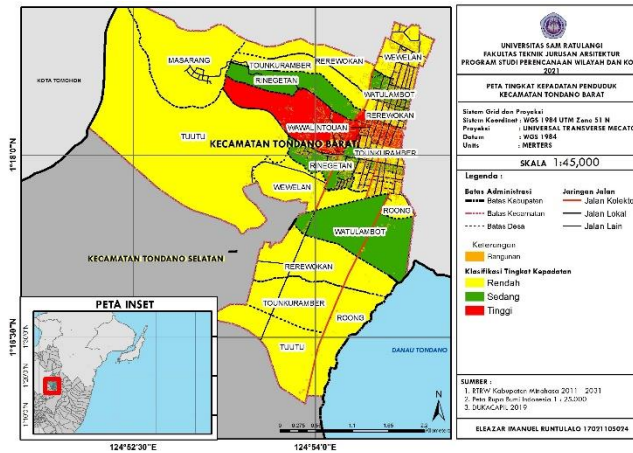 MASARANG
TOUNKURAMBER
REREWOKAN
WEWELAN
KOTA TOMOHON
RINEGETAN
WATULAMBOT
TUUTU
WAWALINTOUAN
REREWOKAN
KECAMATAN TONDANO BARAT
TOUNKURAMBER
RINEGETAN
WEWELAN
ROONG
WATULAMBOT
KECAMATAN TONDANO SELATAN
REREWOKAN
TOUNKURAMBER
ROONG
TUUTU
DANAU TONDANO
1°18'0"N
1°16'30"N
124°52'30"E
124°54'0"E
PETA INSET
N
UNIVERSITAS SAM RATULANGI
FAKULTAS TEKNIK JURUSAN ARSITEKTUR
PROGRAM STUDI PERENCANAAN WILAYAH DAN KO
2021
PETA TINGKAT KEPADATAN PENDUDUK
KECAMATAN TONDANO BARAT
Sistem Grid dan Proyeksi
Sistem Koordinat : WGS 1984 UTM Zone 51 N
Proyeksi : UNIVERSAL TRANSVERSE MECATO
Datum : WGS 1984
Units : MERTERS
SKALA 1:45,000
Legenda :
Batas Administrasi
Batas Kabupaten
Batas Kecamatan
Batas Desa
Jaringan Jalan
Jalan Kolekto
Jalan Lokal
Jalan Lain
Keterangan
Bangunan
Klasifikasi Tingkat Kepadatan
Rendah
Sedang
Tinggi
SUMBER :
1. RTRW Kabupaten Minahasa 2011 - 2031
2. Peta Rupa Bumi Indonesia 1 : 25.000
3. DUKACAPIL 2019
ELEAZAR IMANUEL RUNTULALO 17021105024